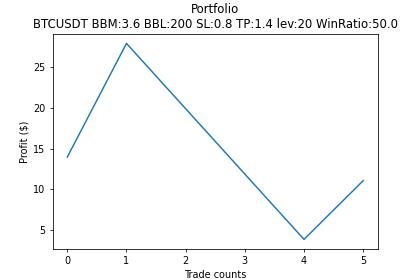 Portfolio
BTCUSDT BBM:3.6 BBL:200 SL:0.8 TP:1.4 lev:20 WinRatio:50.0
25
20
15
10
5
Profit ($)
0 1 2 3 4 5
Trade counts